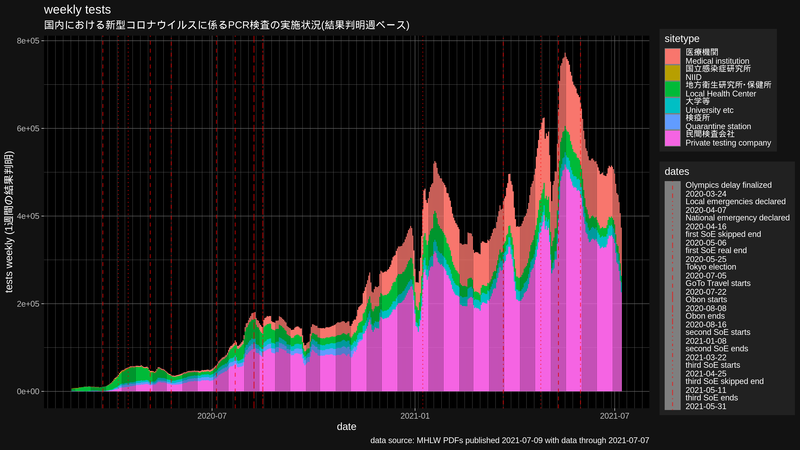 weekly tests
国内における新型コロナウイルスに係るPCR検査の実施状況(結果判明週ベース)
8e+05
6e+05
4e+05
2e+05
0e+00
tests weekly (1週間の結果判明)
2020-07
2021-01
2021-07
date
data source: MHLW PDFs published 2021-07-09 with data through 2021-07-07
sitetype
医療機関
Medical institution
国立感染症研究所
NIID
地方衛生研究所・保健所
Local Health Center
大学等
University etc
検疫所
Quarantine station
民間検査会社
Private testing company
dates
Olympics delay finalized
2020-03-24
Local emergencies declared
2020-04-07
National emergency declared
2020-04-16
first SoE skipped end
2020-05-06
first SoE real end
2020-05-25
Tokyo election
2020-07-05
GoTo Travel starts
2020-07-22
Obon starts
2020-08-08
Obon ends
2020-08-16
second SoE starts
2021-01-08
second SoE ends
2021-03-22
third SoE starts
2021-04-25
third SoE skipped end
2021-05-11
third SoE ends
2021-05-31